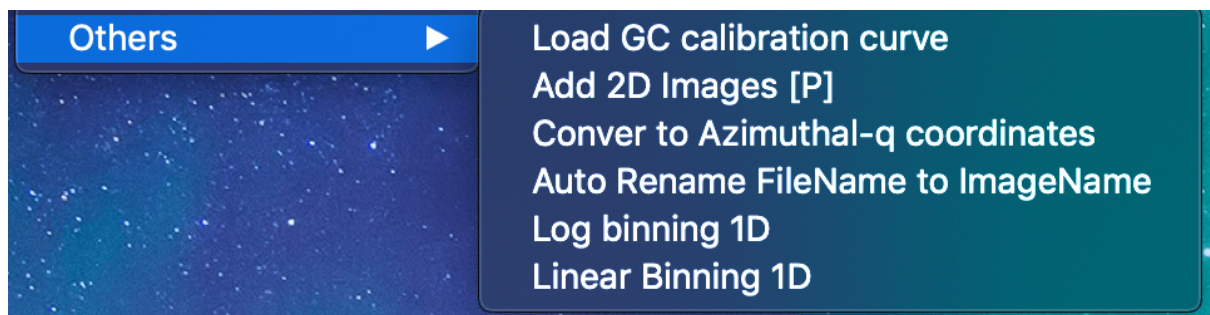 Others
Load GC calibration curve
Add 2D Images [P]
Conver to Azimuthal-q coordinates
Auto Rename FileName to ImageName
Log binning 1D
Linear Binning 1D